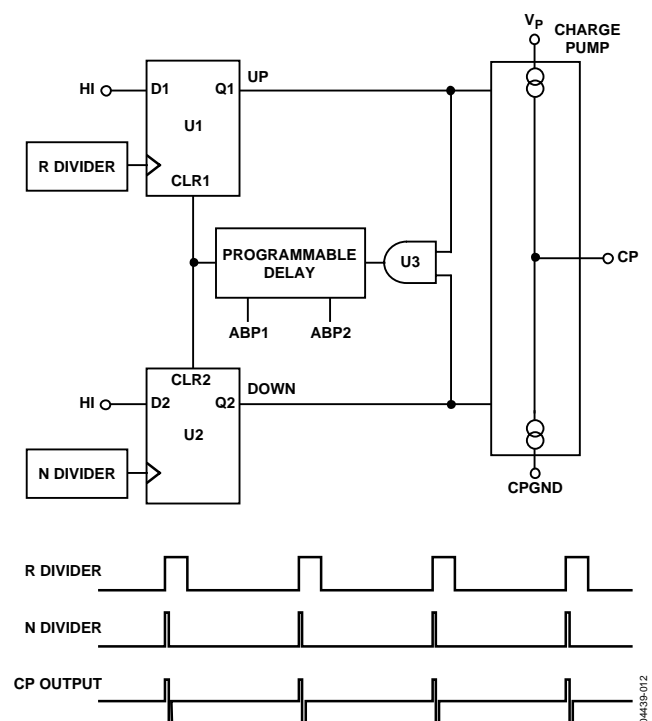 VP
CHARGE
PUMP
HI
D1
Q1
UP
U1
R DIVIDER
CLR1
PROGRAMMABLE
DELAY
U3
CP
ABP1
ABP2
CLR2
DOWN
HI
D2
Q2
U2
N DIVIDER
CPGND
R DIVIDER
N DIVIDER
CP OUTPUT
04439-012